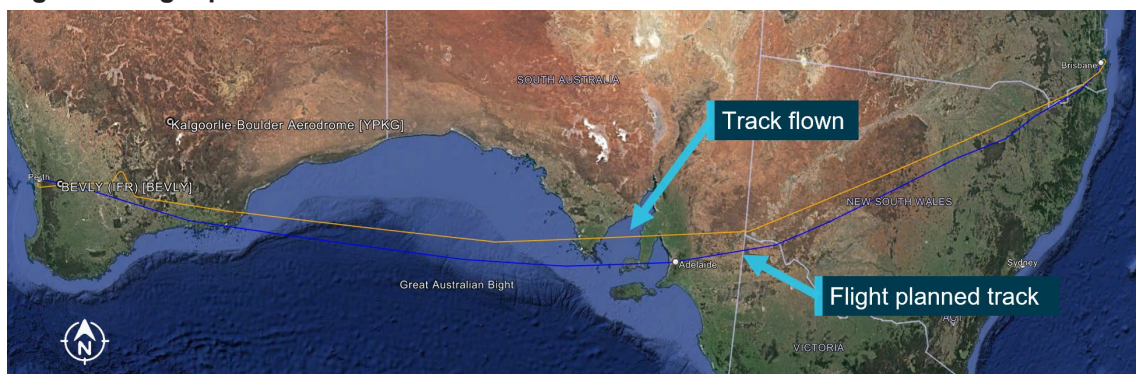 Brisbane
SOUTH AUSTRALIA
Track flown
Kalgoorlie-Boulder Aerodrome [YPKG]
Perth
BEVLY (IFR) [BEVLY]
NEW SOUTH WALES
Adelaide
Sydney
Great Australian Bight
Flight planned track
N
VICTORIA